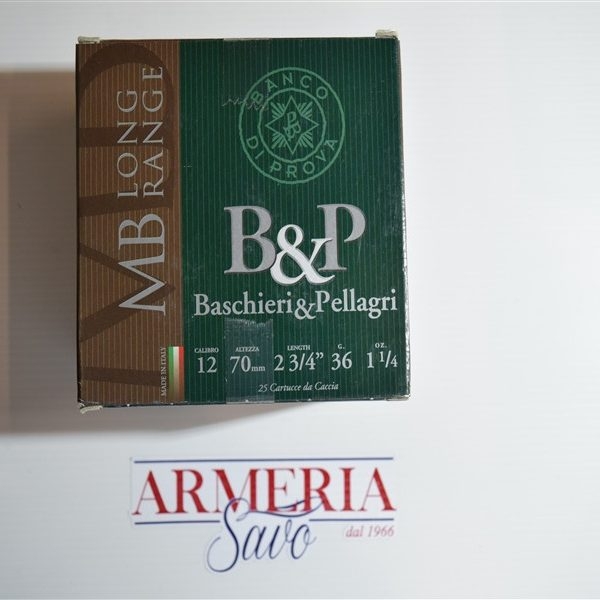 MB LONG
RANGE
BANCO
DI PROVA
B&P
Baschieri&Pellagri
CALIBRO ALTEZZA LENGTH G. OZ.
12 70mm 2 3/4” 36 1 1/4
25 Cartucce da Caccia
MADE IN ITALY
ARMERIA
Savo
dal 1966